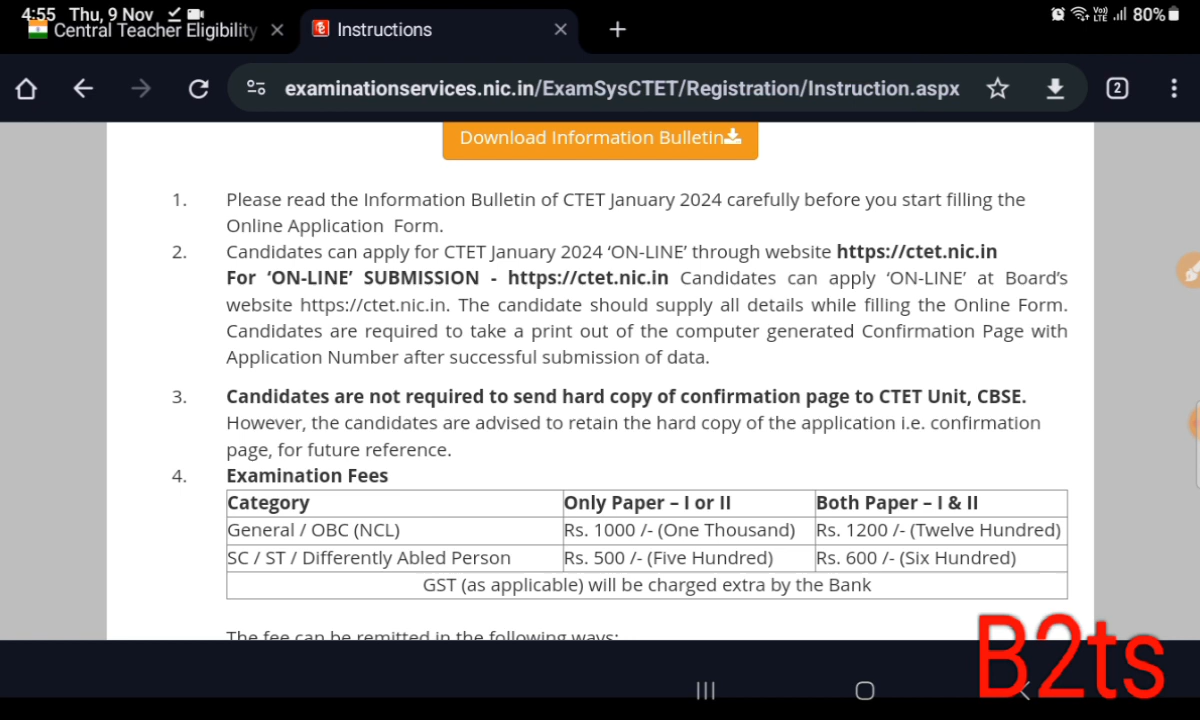 4:55 Thu, 9 Nov
80%
Central Teacher Eligibility
Instructions
examinationservices.nic.in/ExamSysCTET/Registration/Instruction.aspx
2
Download Information Bulletin
1. Please read the Information Bulletin of CTET January 2024 carefully before you start filling the
Online Application Form.
2. Candidates can apply for CTET January 2024 ‘ON-LINE’ through website https://ctet.nic.in
For ‘ON-LINE’ SUBMISSION - https://ctet.nic.in Candidates can apply ‘ON-LINE’ at Board’s
website https://ctet.nic.in. The candidate should supply all details while filling the Online Form.
Candidates are required to take a print out of the computer generated Confirmation Page with
Application Number after successful submission of data.
3. Candidates are not required to send hard copy of confirmation page to CTET Unit, CBSE.
However, the candidates are advised to retain the hard copy of the application i.e. confirmation
page, for future reference.
4. Examination Fees
Category Only Paper – I or II Both Paper – I & II
General / OBC (NCL) Rs. 1000 /- (One Thousand) Rs. 1200 /- (Twelve Hundred)
SC / ST / Differently Abled Person Rs. 500 /- (Five Hundred) Rs. 600 /- (Six Hundred)
GST (as applicable) will be charged extra by the Bank
The fee can be remitted in the following ways:
B2ts